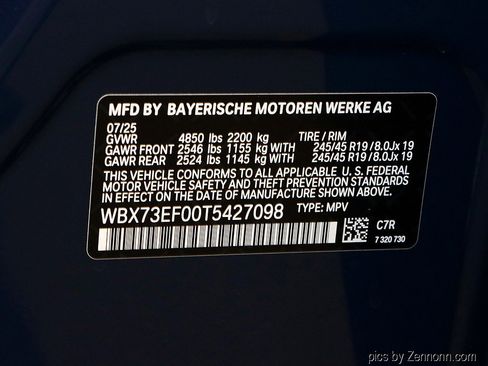 MFD BY BAYERISCHE MOTOREN WERKE AG
07/25
GVWR 4850 lbs 2200 kg TIRE / RIM
GAWR FRONT 2546 lbs 1155 kg WITH 245/45 R19 / 8.0Jx 19
GAWR REAR 2524 lbs 1145 kg WITH 245/45 R19 / 8.0Jx 19
THIS VEHICLE CONFORMS TO ALL APPLICABLE U. S. FEDERAL
MOTOR VEHICLE SAFETY AND THEFT PREVENTION STANDARDS
IN EFFECT ON THE DATE OF MANUFACTURE SHOWN ABOVE.
WBX73EF00T5427098 TYPE: MPV
C7R
7 320 730
pics by Zennonn.com